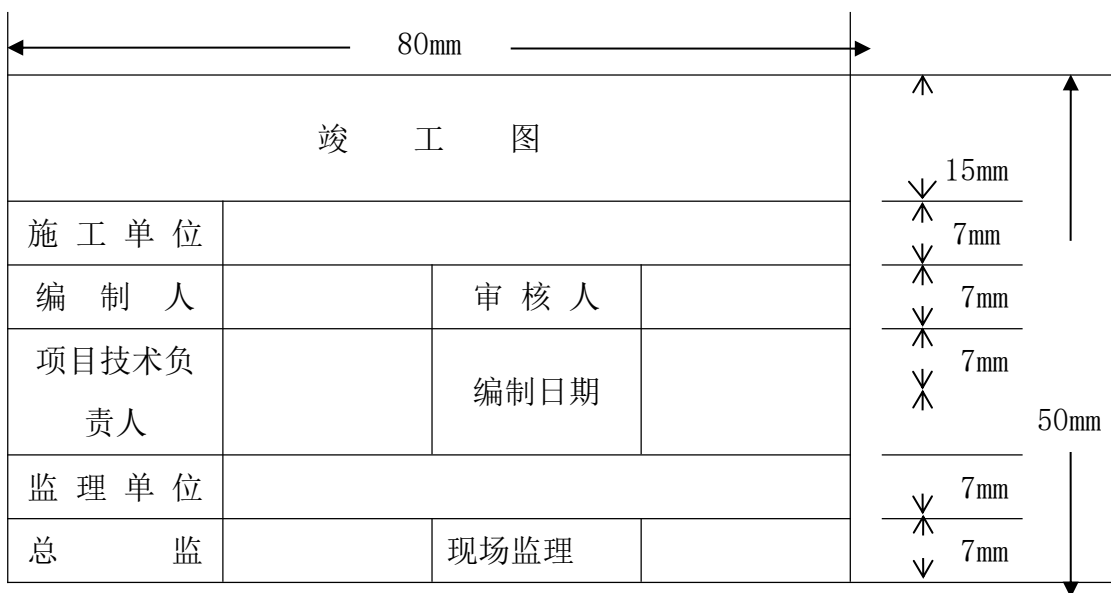 80mm
竣 工 图
15mm
施 工 单 位
7mm
编 制 人 审 核 人
7mm
项目技术负
责人
编制日期
7mm
50mm
监 理 单 位
7mm
总 监 现场监理
7mm